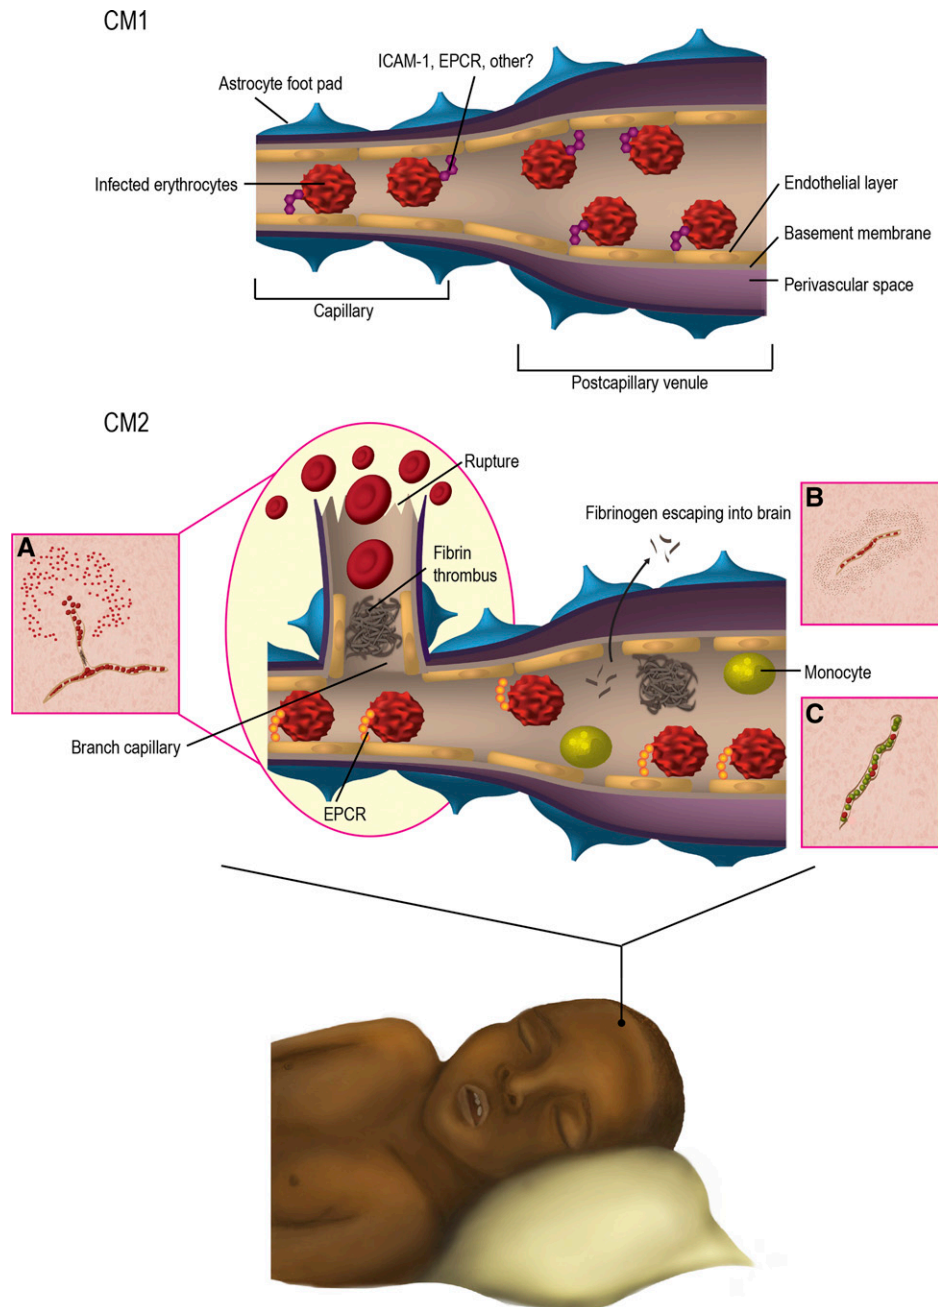 CM1
ICAM-1, EPCR, other?
Astrocyte foot pad
Infected erythrocytes
Endothelial layer
Basement membrane
Perivascular space
Capillary
Postcapillary venule
CM2
Rupture
Fibrinogen escaping into brain
B
A
Fibrin
thrombus
Monocyte
C
Branch capillary
EPCR